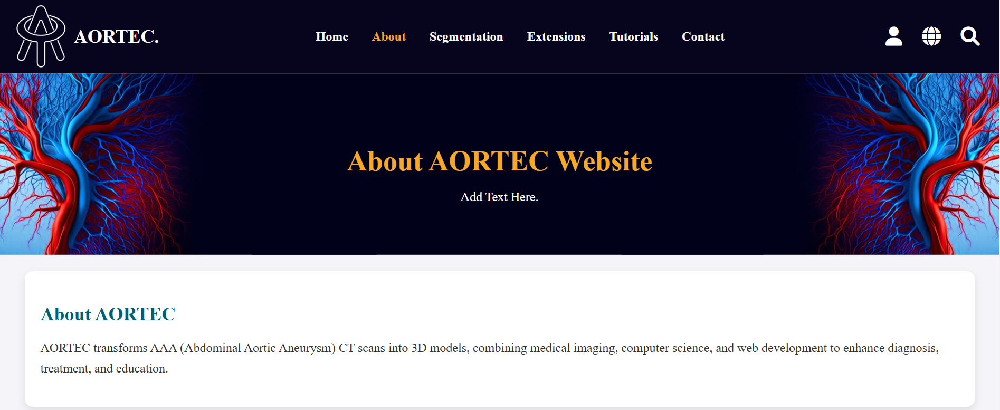 AORTEC.
Home About Segmentation Extensions Tutorials Contact
About AORTEC Website
Add Text Here.
About AORTEC
AORTEC transforms AAA (Abdominal Aortic Aneurysm) CT scans into 3D models, combining medical imaging, computer science, and web development to enhance diagnosis,
treatment, and education.